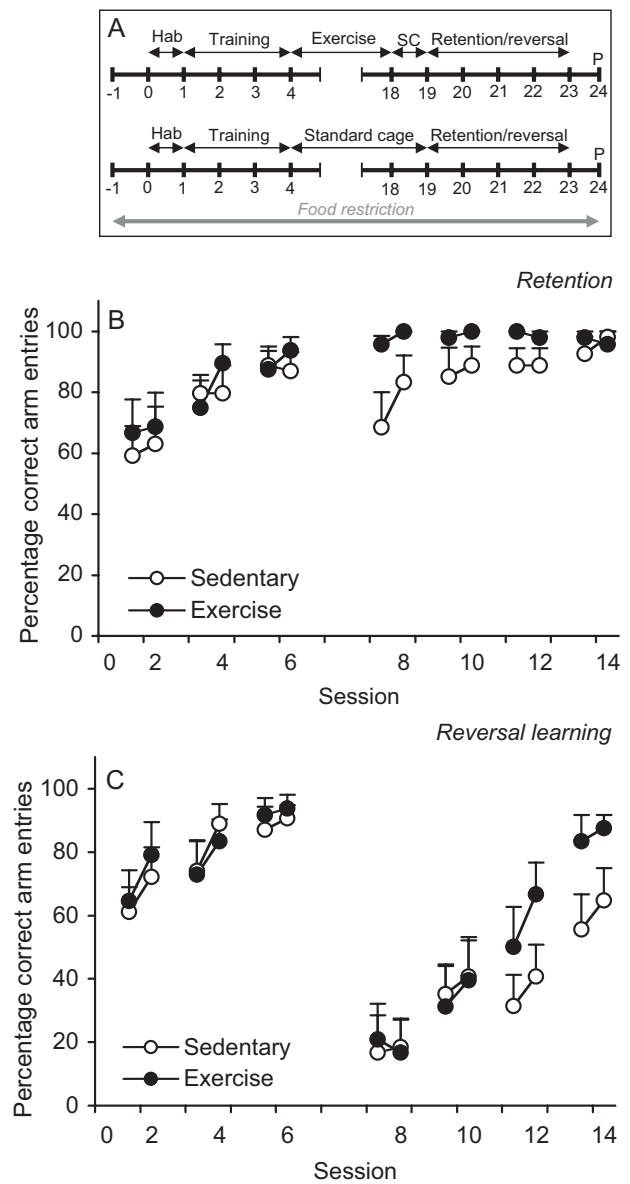 A
Hab Training Exercise SC Retention/reversal P
-1 0 1 2 3 4 18 19 20 21 22 23 24
Hab Training Standard cage Retention/reversal P
-1 0 1 2 3 4 18 19 20 21 22 23 24
Food restriction
Retention
B
Percentage correct arm entries
100
80
60
40
20
0
Sedentary
Exercise
0 2 4 6 8 10 12 14
Session
Reversal learning
C
Percentage correct arm entries
100
80
60
40
20
0
Sedentary
Exercise
0 2 4 6 8 10 12 14
Session